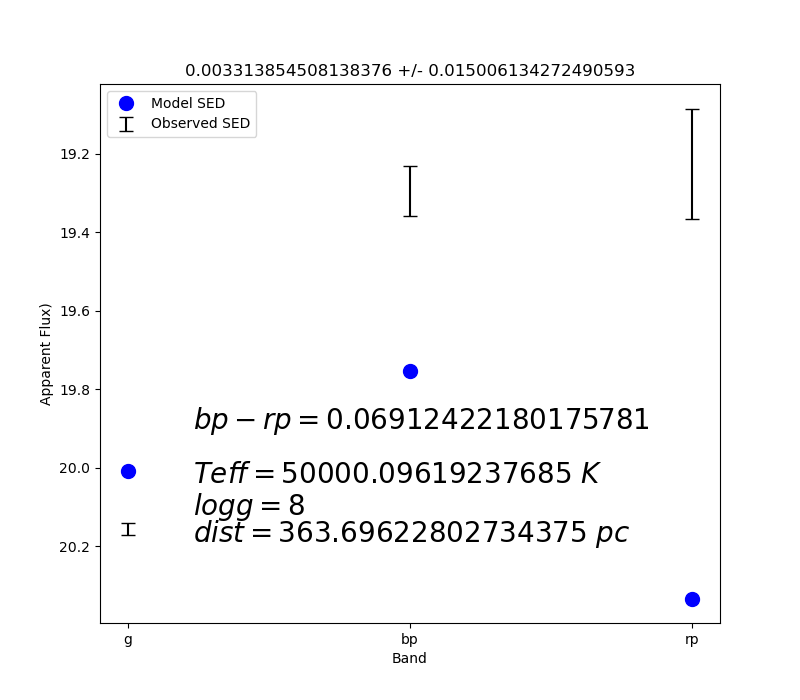 0.003313854508138376 +/- 0.015006134272490593
Model SED
Observed SED
19.2
19.4
19.6
19.8
20.0
20.2
Apparent Flux)
bp − rp = 0.06912422180175781
Teff = 50000.09619237685 K
logg = 8
dist = 363.69622802734375 pc
g
bp
rp
Band